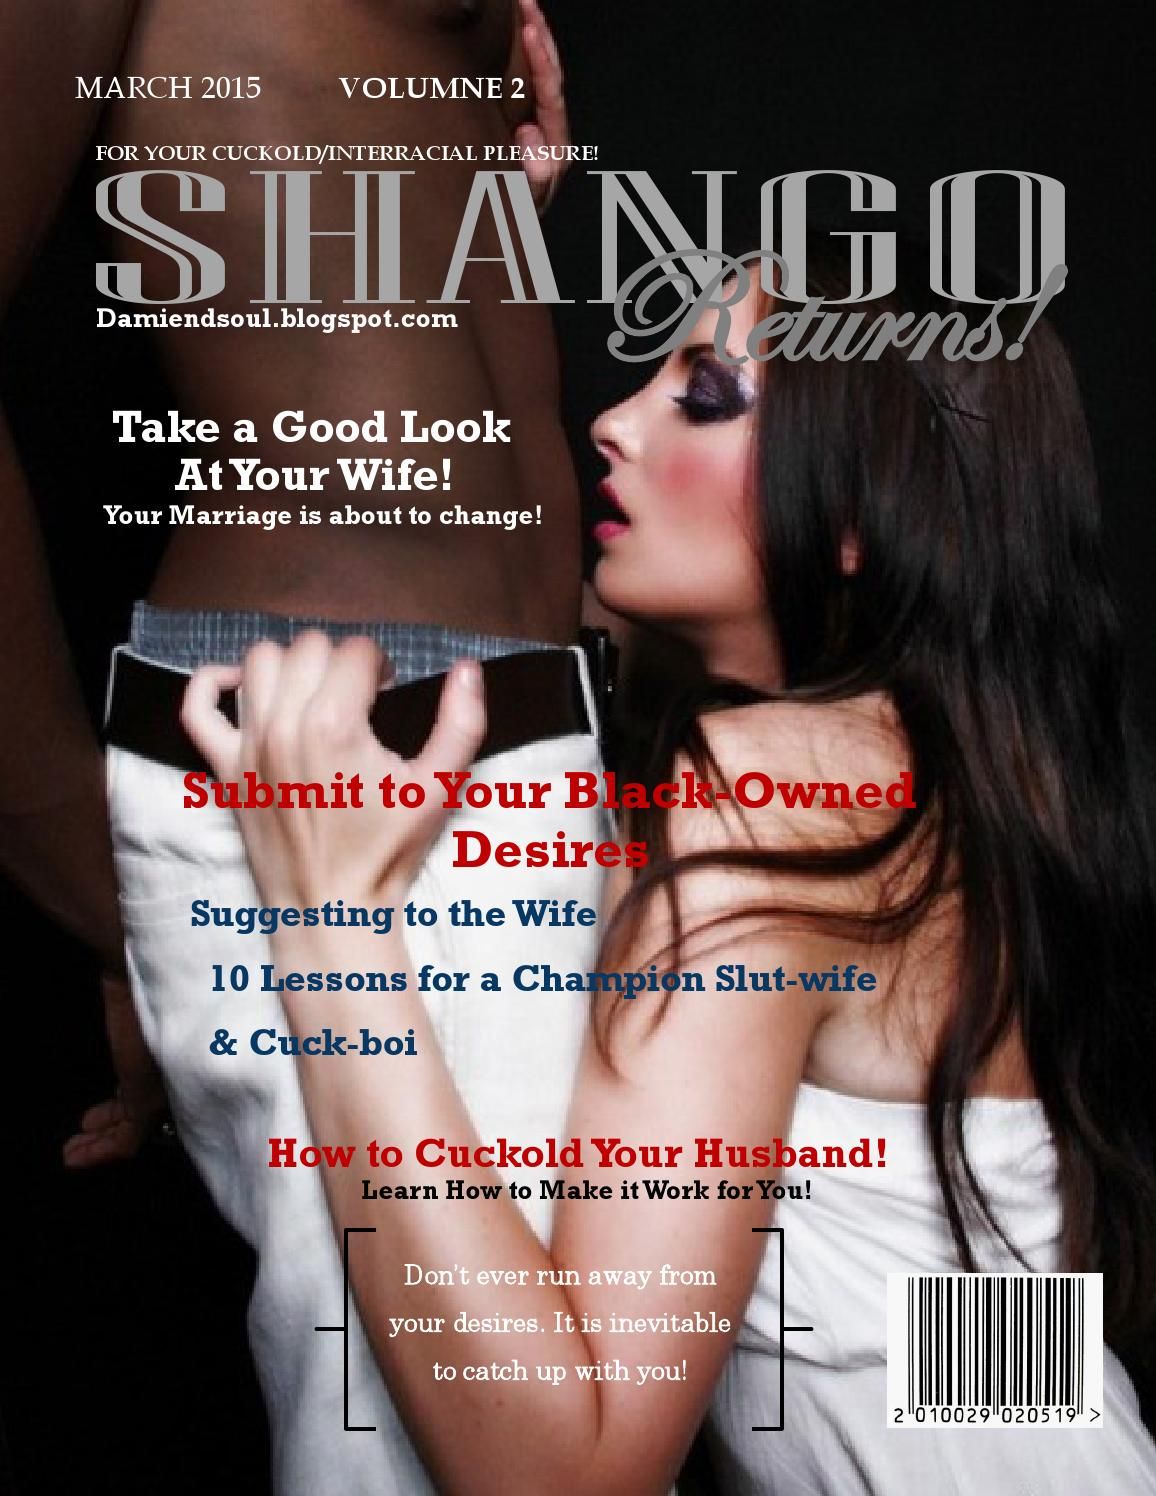 MARCH 2015 VOLUMNE 2
FOR YOUR CUCKOLD/INTERRACIAL PLEASURE!
SHANGO
Returns!
Damiendsoul.blogspot.com
Take a Good Look
At Your Wife!
Your Marriage is about to change!
Submit to Your Black-Owned
Desires
Suggesting to the Wife
10 Lessons for a Champion Slut-wife
& Cuck-boi
How to Cuckold Your Husband!
Learn How to Make it Work for You!
Don't ever run away from
your desires. It is inevitable
to catch up with you!
2 010029 020519 >